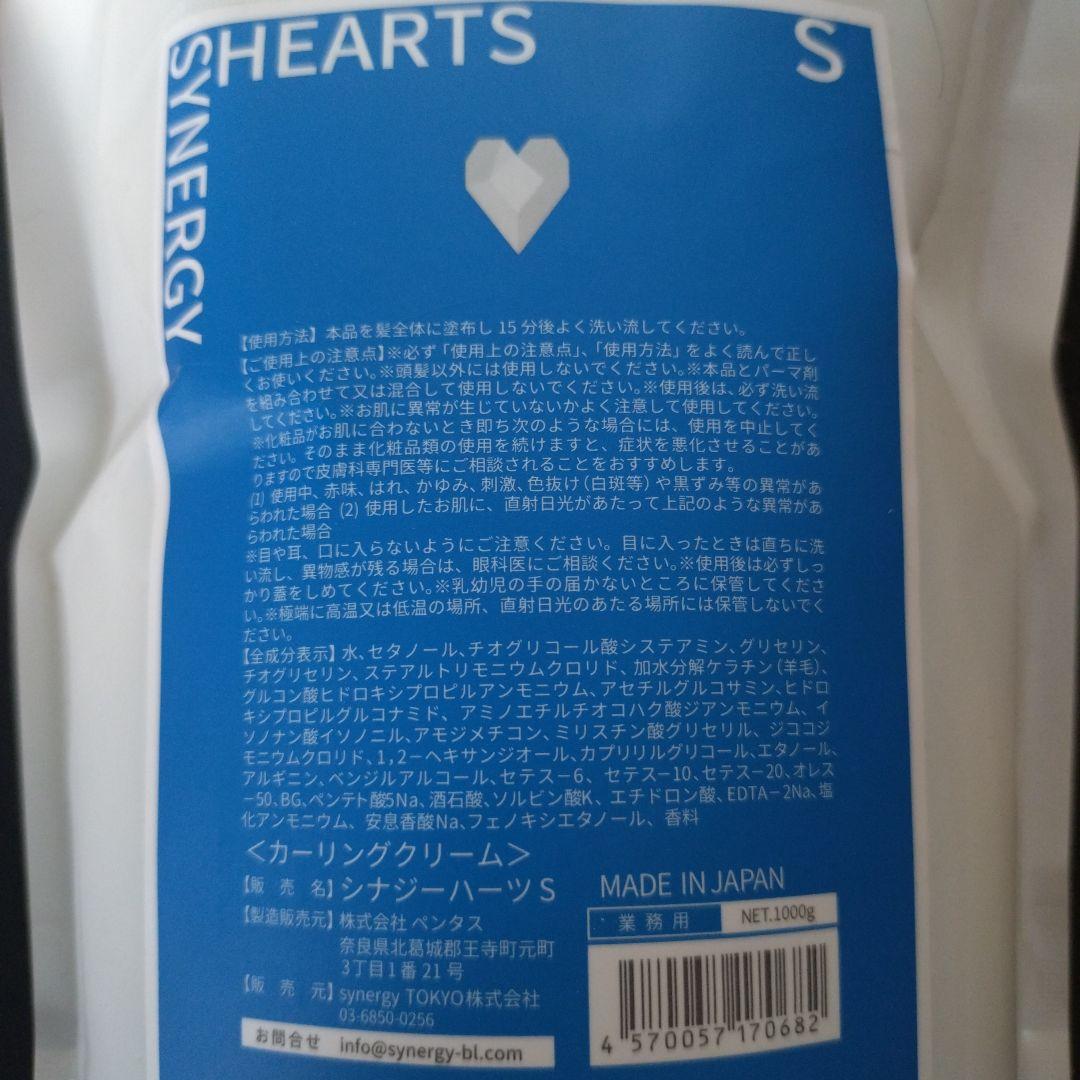 HEARTS
S
SYNERGY
【使用方法】本品を髪全体に塗布し 15 分後よく洗い流してください。
【ご使用上の注意点】※必ず「使用上の注意点」、「使用方法」をよく読んで正し
くお使いください。※頭髪以外には使用しないでください。※本品とパーマ剤
を組み合わせて又は混合して使用しないでください。※使用後は、必ず洗い流
してください。※お肌に異常が生じていないかよく注意して使用してください。
※化粧品がお肌に合わないとき即ち次のような場合には、使用を中止してく
ださい。そのまま化粧品類の使用を続けますと、症状を悪化させることがあ
りますので皮膚科専門医等にご相談されることをおすすめします。
(1) 使用中、赤味、はれ、かゆみ、刺激、色抜け（白斑等）や黒ずみ等の異常があ
らわれた場合 (2) 使用したお肌に、直射日光があたって上記のような異常があ
らわれた場合
※目や耳、口に入らないようにご注意ください。目に入ったときは直ちに洗
い流し、異物感が残る場合は、眼科医にご相談ください。※使用後は必ずしっ
かり蓋をしめてください。※乳幼児の手の届かないところに保管してくださ
い。※極端に高温又は低温の場所、直射日光のあたる場所には保管しないでく
ださい。
【全成分表示】水、セタノール、チオグリコール酸システアミン、グリセリン、
チオグリセリン、ステアルトリモニウムクロリド、加水分解ケラチン（羊毛）、
グルコン酸ヒドロキシプロピルアンモニウム、アセチルグルコサミン、ヒドロ
キシプロピルグルコナミド、アミノエチルチオコハク酸ジアンモニウム、イ
ソノナン酸イソノニル、アモジメチコン、ミリスチン酸グリセリル、ジココジ
モニウムクロリド、1,2－ヘキサンジオール、カプリリルグリコール、エタノール、
アルギニン、ベンジルアルコール、セテス－6、セテス－10、セテス－20、オレス
－50、BG、ペンテト酸5Na、酒石酸、ソルビン酸K、エチドロン酸、EDTA－2Na、塩
化アンモニウム、安息香酸Na、フェノキシエタノール、香料
＜カーリングクリーム＞
【販 売 名】シナジーハーツ S
【製造販売元】株式会社 ペンタス
奈良県北葛城郡王寺町元町
3丁目1番21号
【販 売 元】synergy TOKYO株式会社
03-6850-0256
お問合せ info@synergy-bl.com
MADE IN JAPAN
業務用 NET.1000g
4 570057 170682